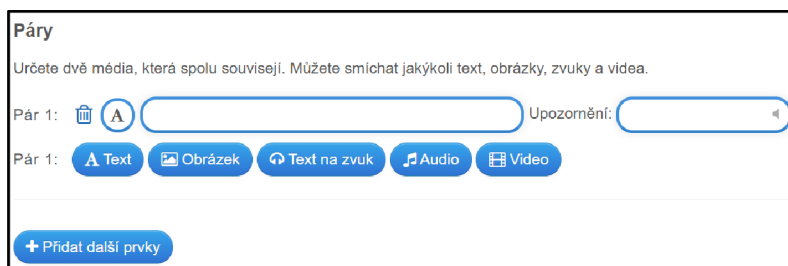 Páry
Určete dvě média, která spolu souvisejí. Můžete smíchat jakýkoli text, obrázky, zvuky a videa.
Pár 1: A Upozornění:
Pár 1: A Text Obrázek Text na zvuk Audio Video
+ Přidat další prvky